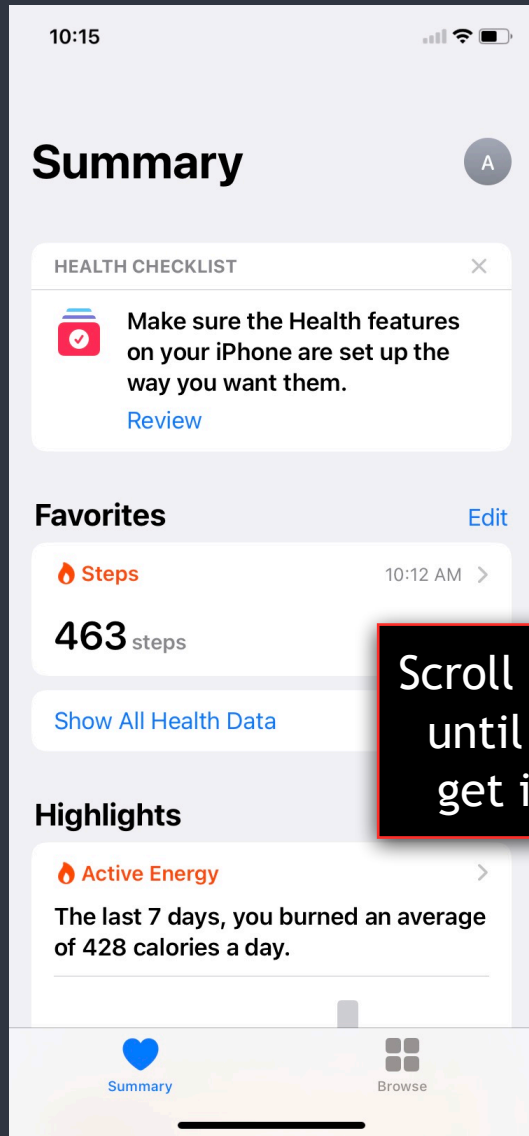 10:15
Summary
A
HEALTH CHECKLIST
Make sure the Health features
on your iPhone are set up the
way you want them.
Review
Favorites
Edit
Steps
10:12 AM
463 steps
Show All Health Data
Scroll
until
get
Highlights
Active Energy
The last 7 days, you burned an average
of 428 calories a day.
Summary
Browse